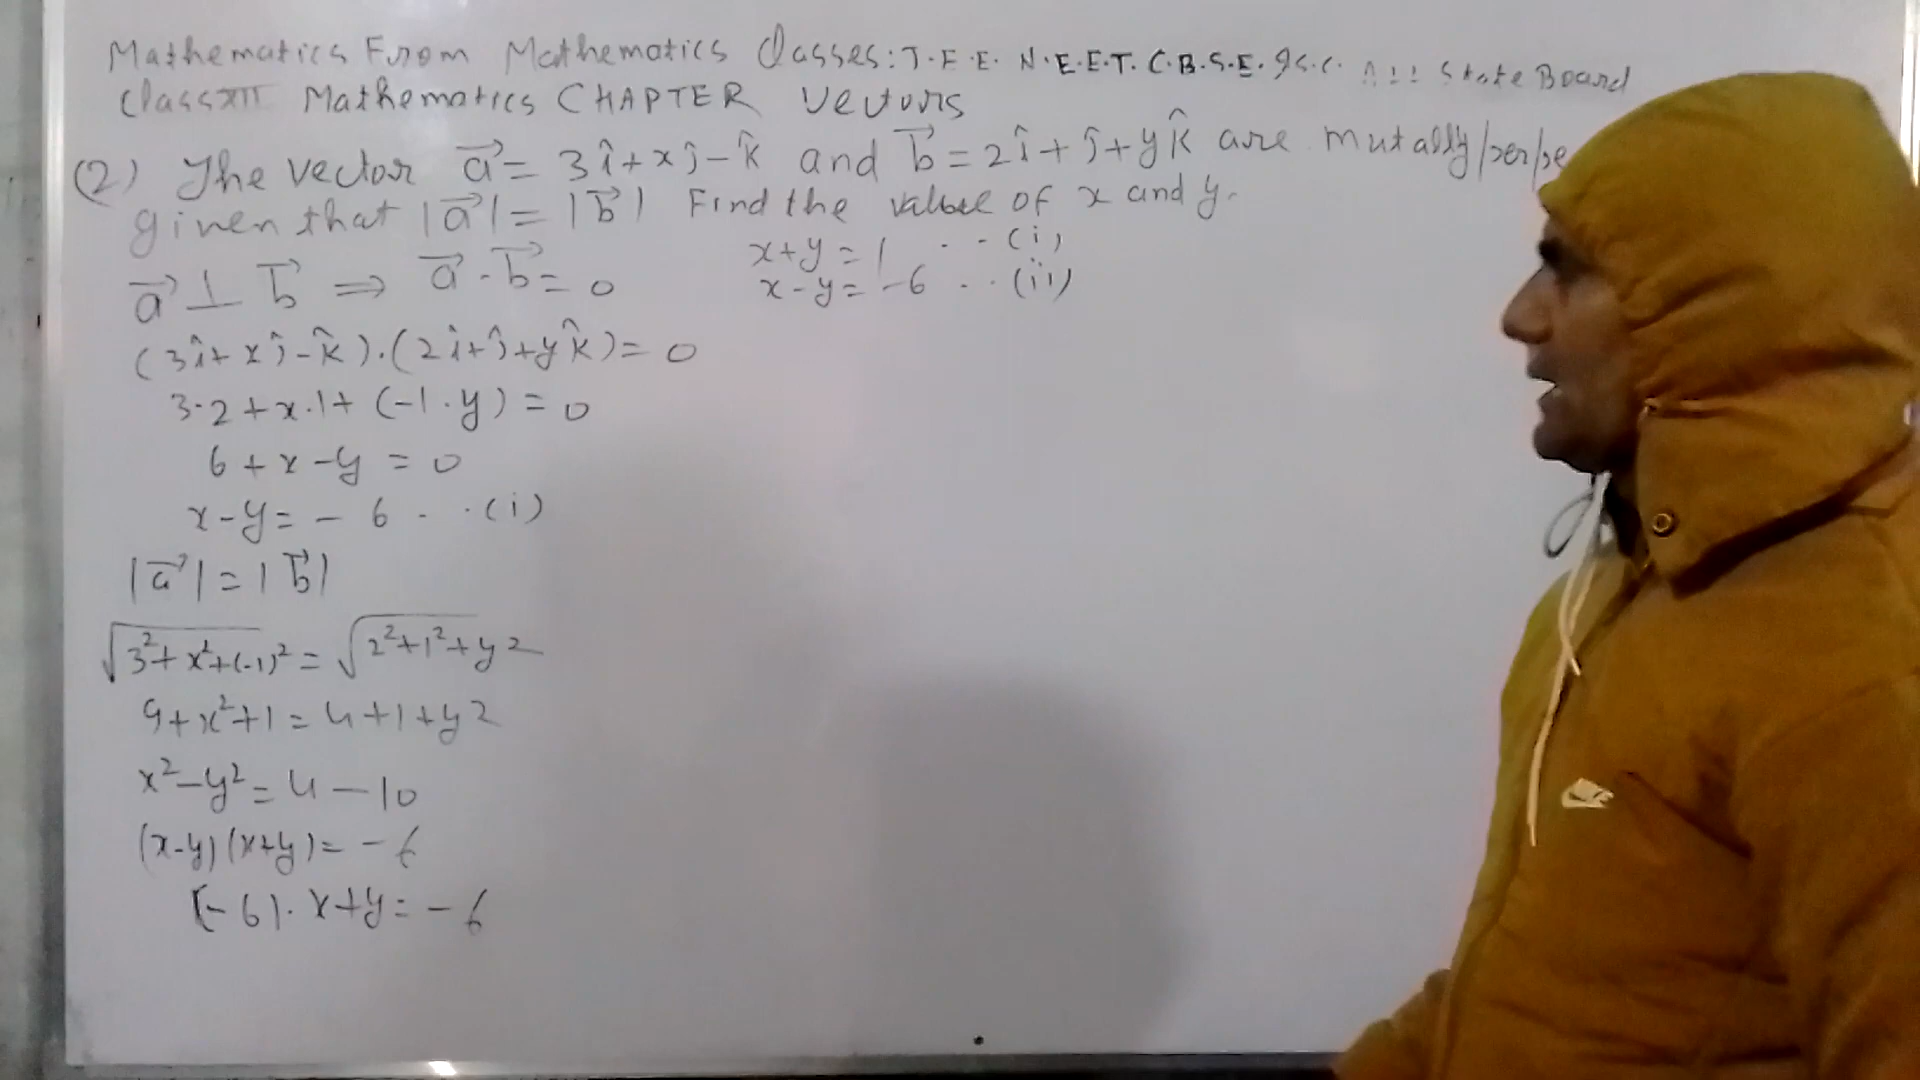 Mathematics From Mathematics Classes: J.E.E. N.E.E.T. C.B.S.E. ISC. All State Board
Class XII Mathematics CHAPTER Vectors
(2) The vector a⃗ = 3î + xĵ - k̂ and b⃗ = 2î + ĵ + yk̂ are mutally perpe
given that |a⃗| = |b⃗| Find the value of x and y.
a⃗ ⊥ b⃗ ⟹ a⃗ . b⃗ = 0
(3î + xĵ - k̂).(2î + ĵ + yk̂) = 0
3.2 + x.1 + (-1.y) = 0
6 + x - y = 0
x - y = - 6 . . (i)
|a⃗| = |b⃗|
√3² + x² + (-1)² = √2² + 1² + y²
9 + x² + 1 = 4 + 1 + y²
x² - y² = 4 - 10
(x-y)(x+y) = - 6
(-6). x+y = - 6
x + y = 1 . . (i)
x - y = -6 . . (ii)